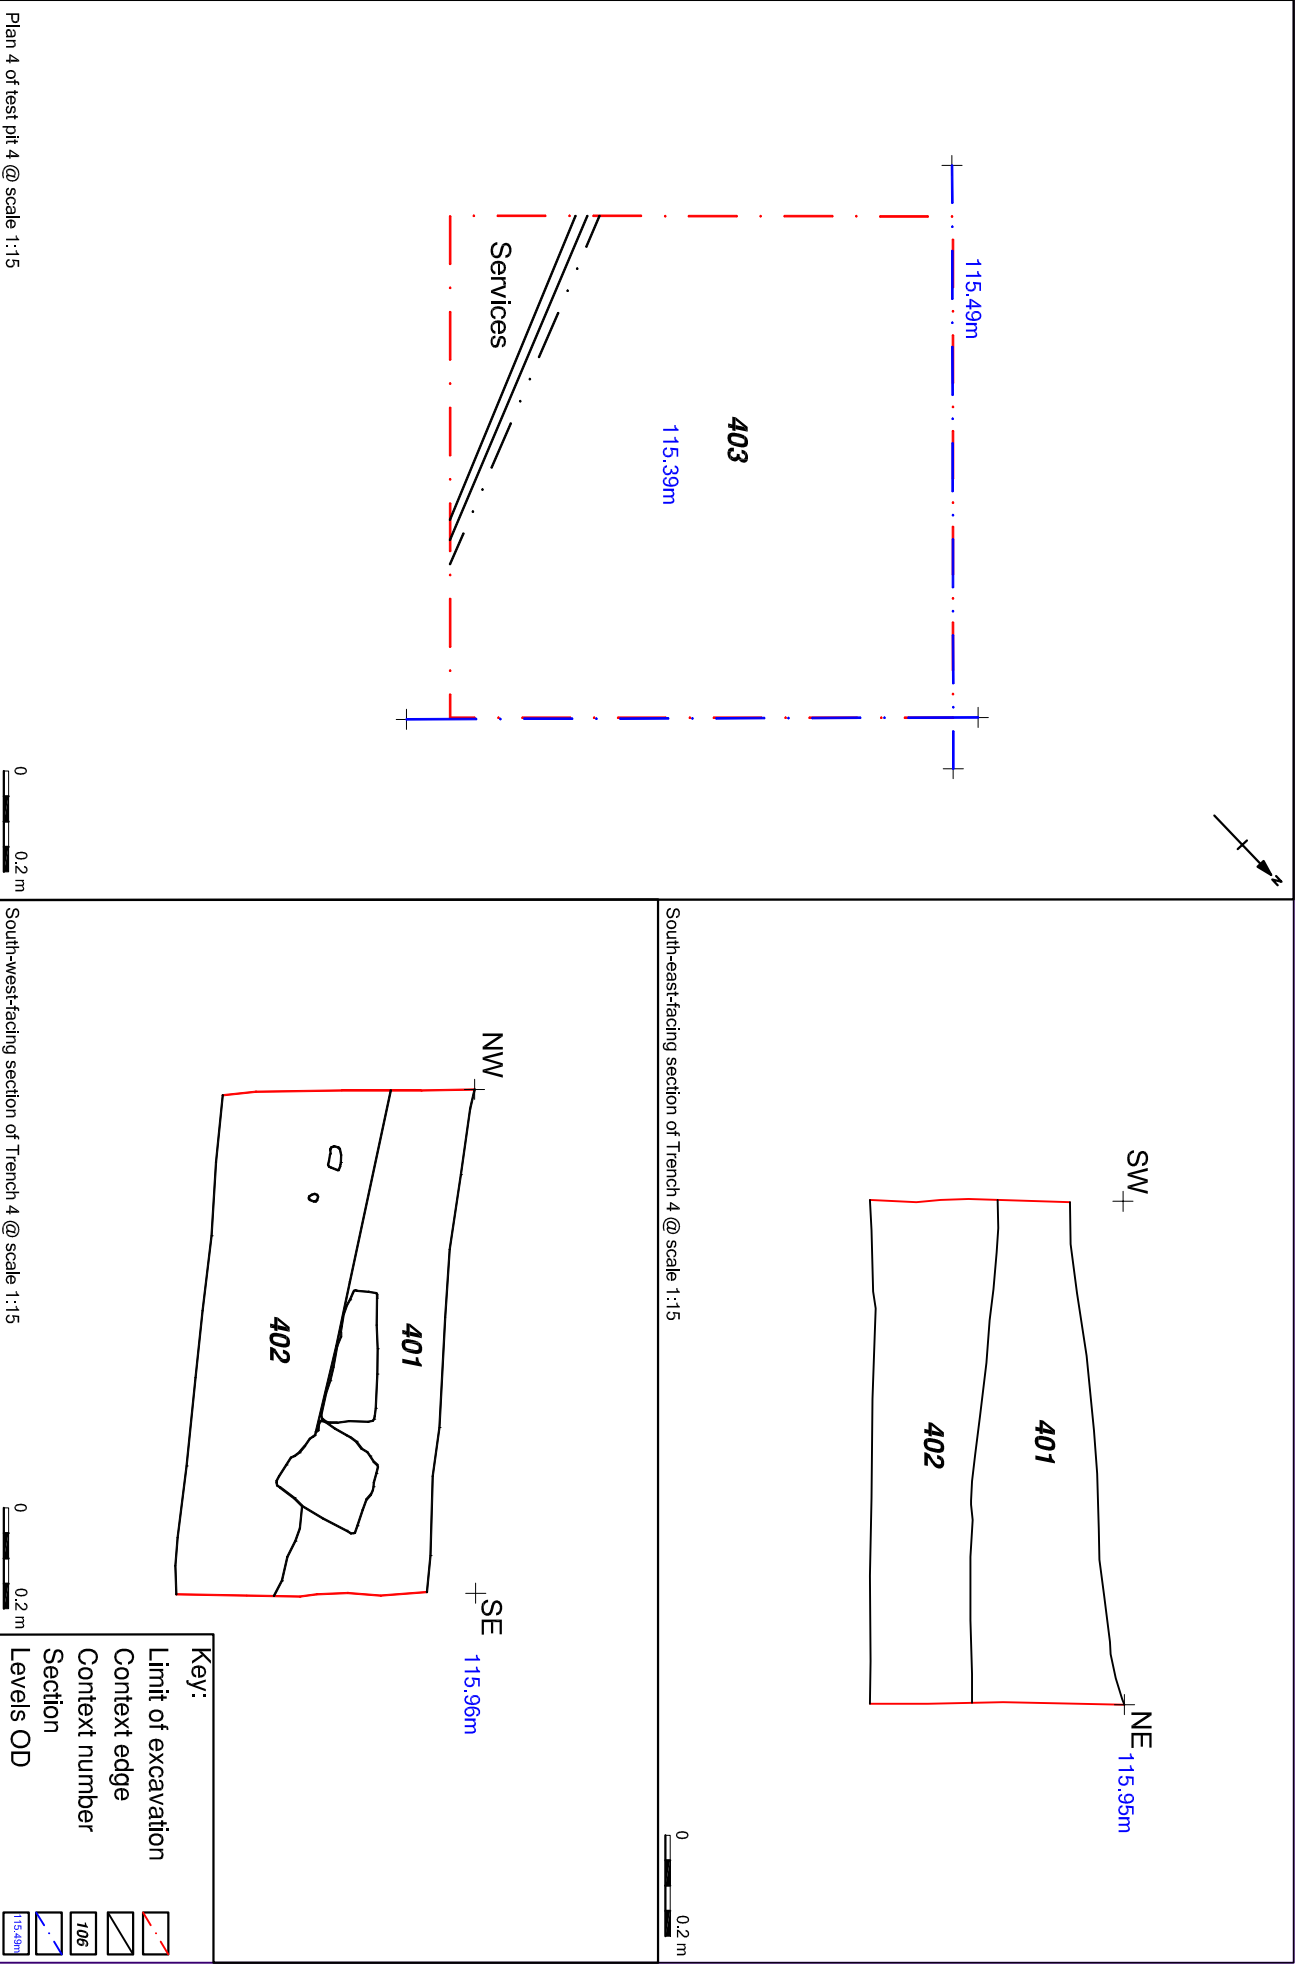 115.49m
403
115.39m
Services
N
Plan 4 of test pit 4 @ scale 1:15
0 0.2 m
SW
NE
115.95m
401
402
South-east-facing section of Trench 4 @ scale 1:15
0 0.2 m
NW
SE
115.96m
401
402
South-west-facing section of Trench 4 @ scale 1:15
0 0.2 m
Key:
Limit of excavation
Context edge
Context number 106
Section
Levels OD 115.49m